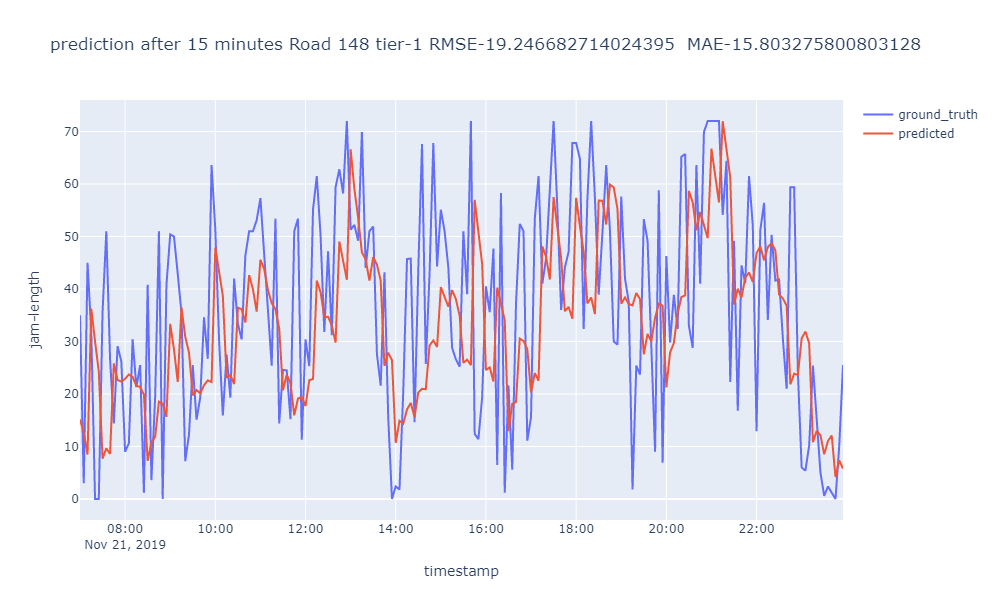 prediction after 15 minutes Road 148 tier-1 RMSE-19.246682714024395  MAE-15.803275800803128
ground_truth
predicted
70
60
50
40
30
20
10
0
jam-length
08:00 10:00 12:00 14:00 16:00 18:00 20:00 22:00
Nov 21, 2019
timestamp